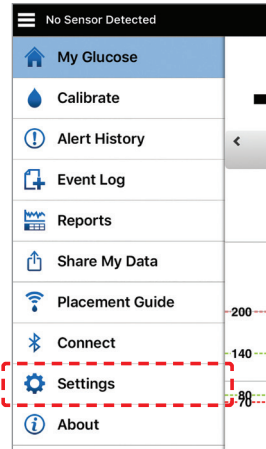 No Sensor Detected
My Glucose
Calibrate
Alert History
Event Log
Reports
Share My Data
Placement Guide
200
Connect
140
Settings
80
70
About